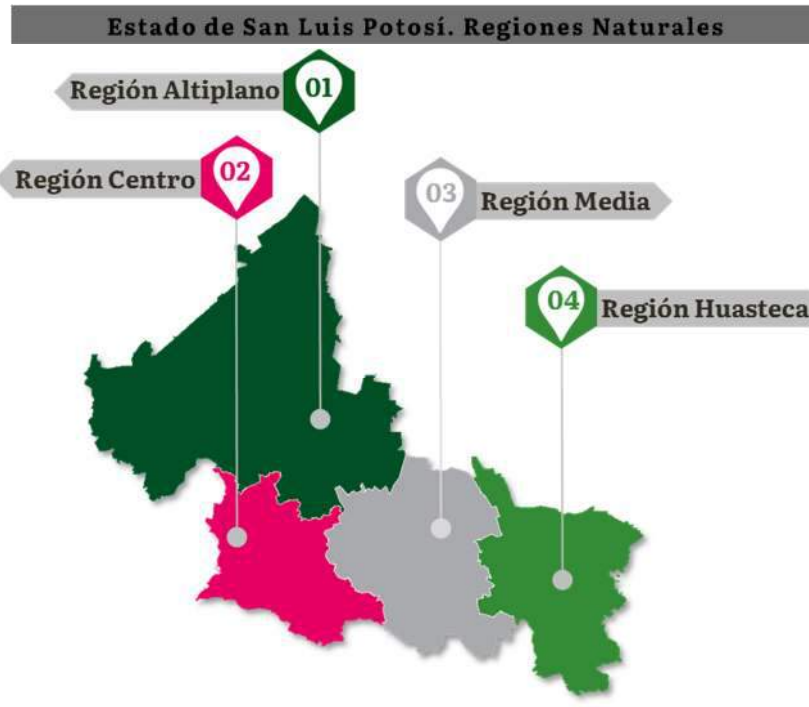 Estado de San Luis Potosí. Regiones Naturales
Región Altiplano 01
Región Centro 02
03 Región Media
04 Región Huasteca